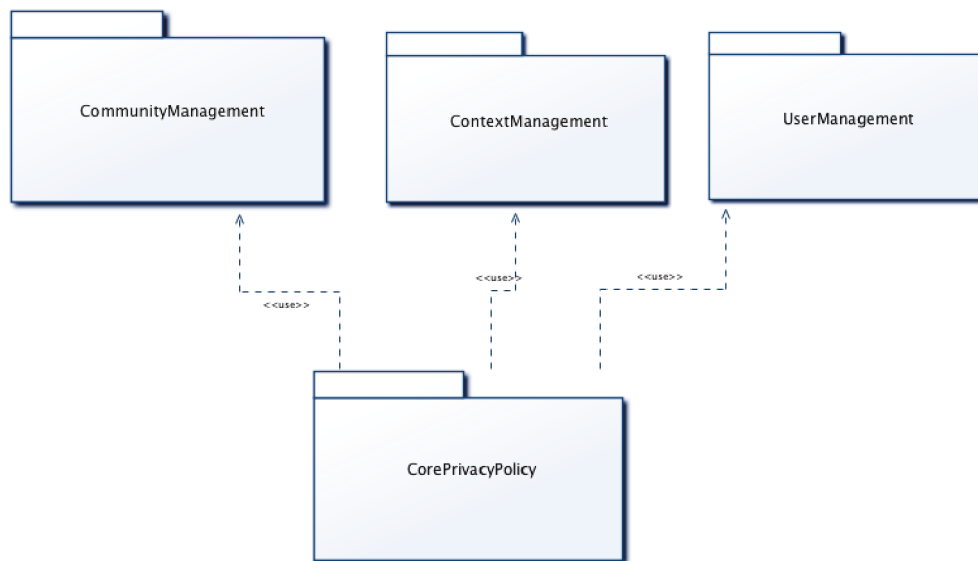 CommunityManagement
ContextManagement
UserManagement
<<use>>
<<use>>
<<use>>
CorePrivacyPolicy